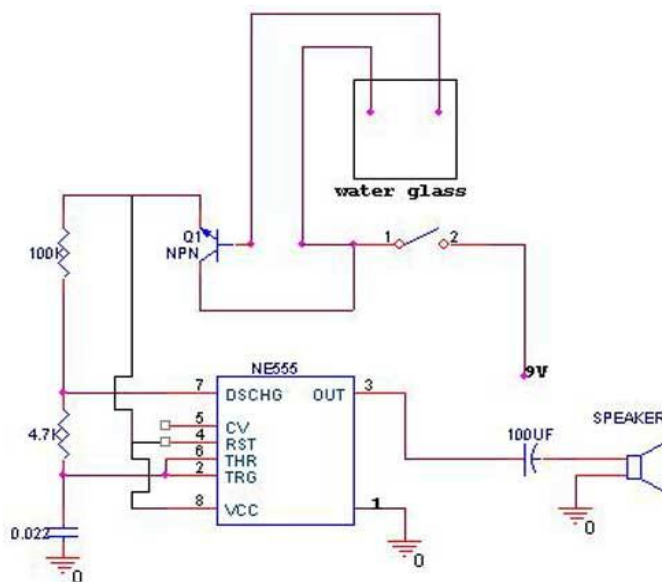 water glass
Q1
NPN
1
2
100K
9V
NE555
7
DSCHG
OUT
3
5
CV
4
RST
6
THR
2
TRG
8
VCC
1
4.7K
100UF
SPEAKER
0.022
0
0
0